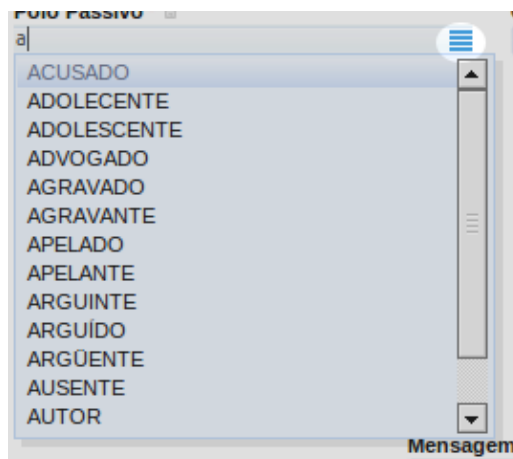 Polo Passivo
a
ACUSADO
ADOLECENTE
ADOLESCENTE
ADVOGADO
AGRAVADO
AGRAVANTE
APELADO
APELANTE
ARGUINTE
ARGUÍDO
ARGÜENTE
AUSENTE
AUTOR
Mensagem